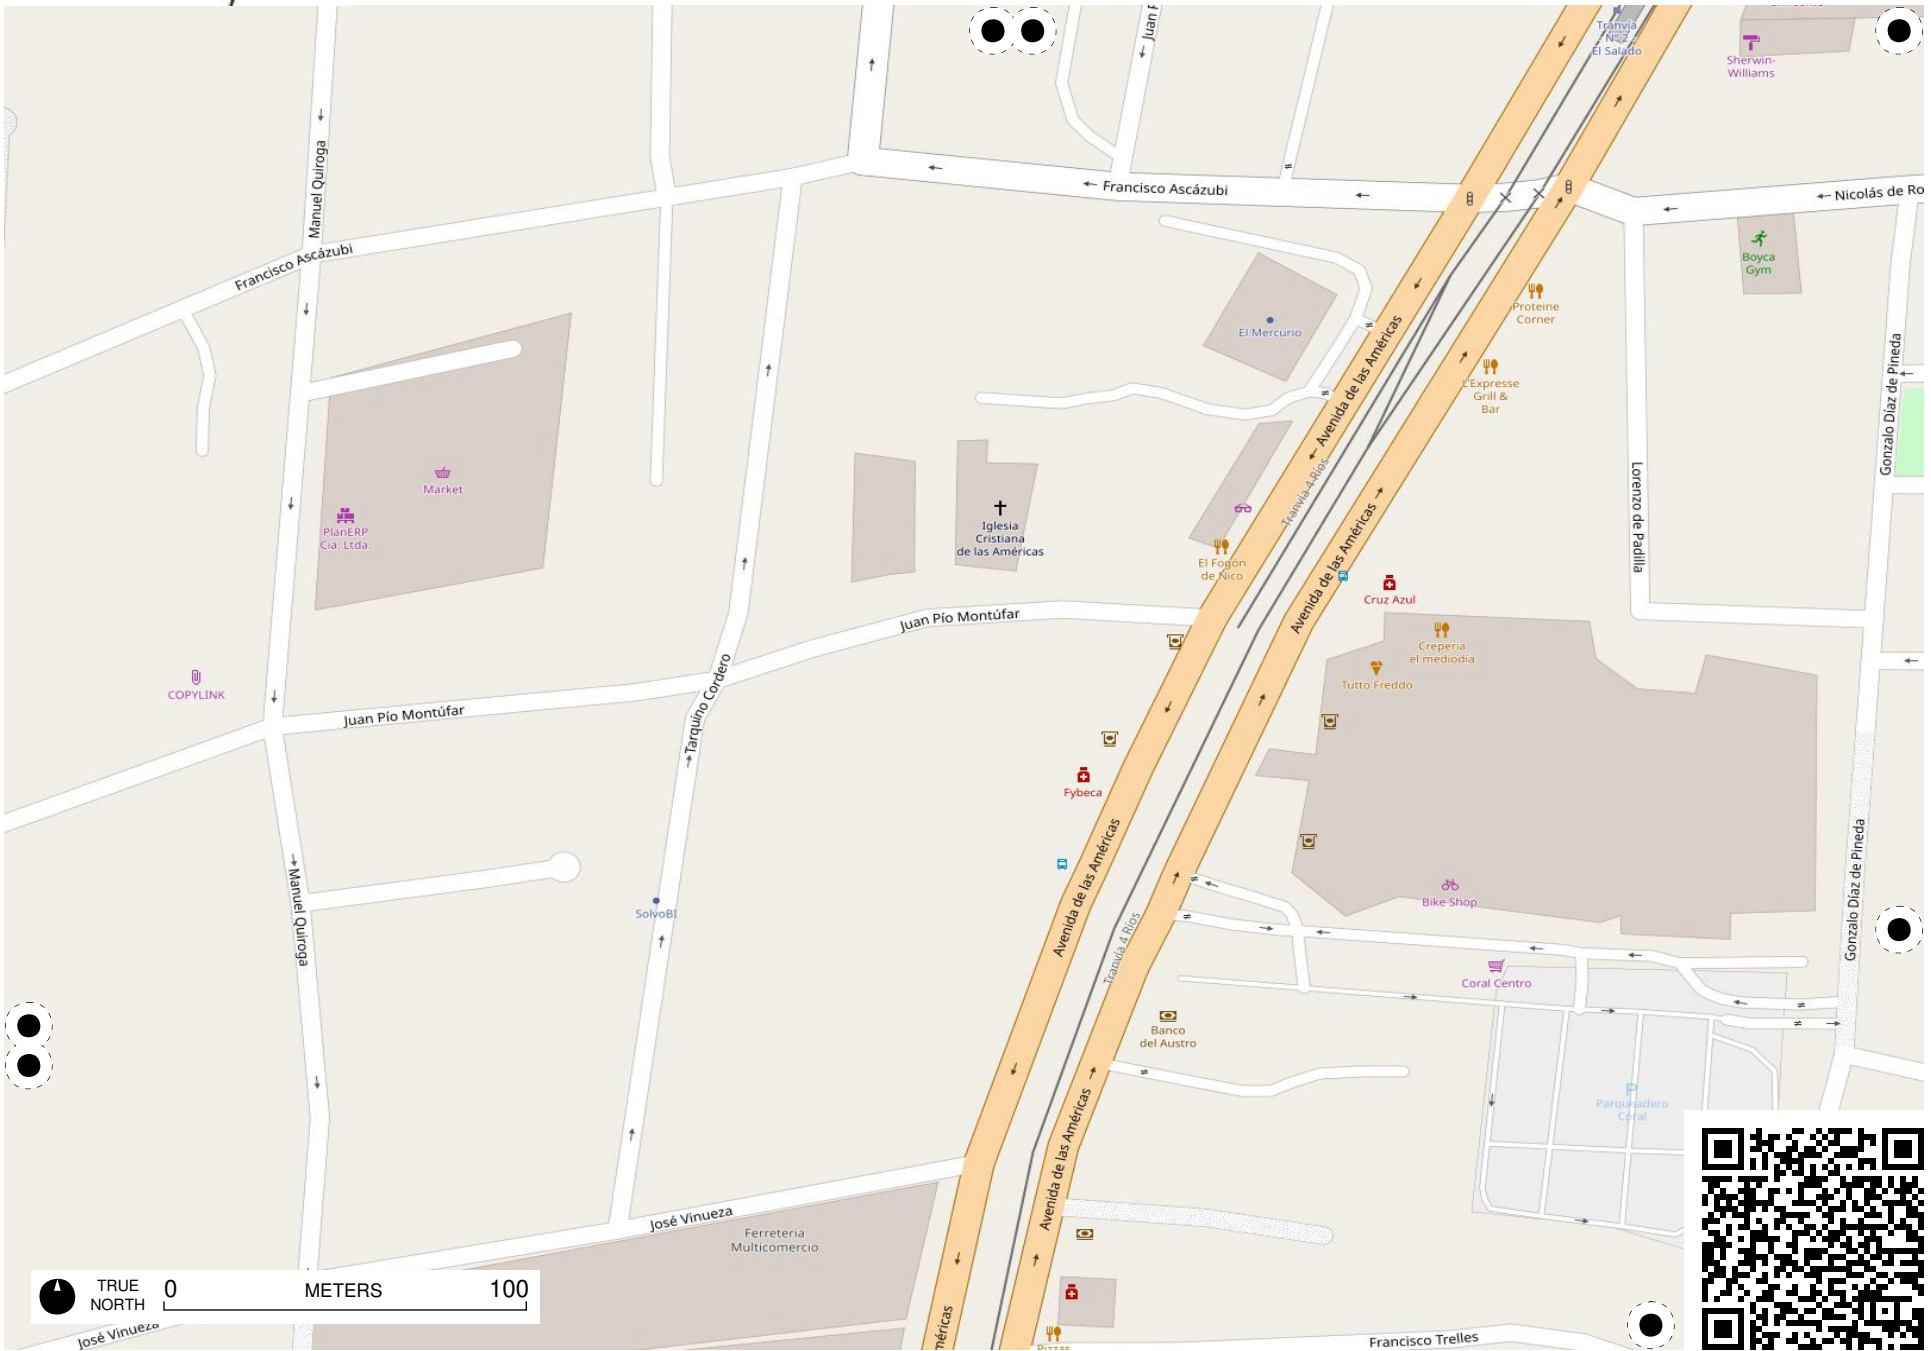 Juan P
Tranvía
N° 2 -
El Salado
Sherwin-
Williams
Manuel Quiroga
Francisco Ascázubi
Nicolás de Ro
Francisco Ascázubi
Boyca
Gym
Proteine
Corner
El Mercurio
Avenida de las Américas
L'Expresse
Grill &
Bar
Gonzalo Díaz de Pineda
Market
Tranvía 4 Ríos
Lorenzo de Padilla
PlanERP
Cia. Ltda.
Iglesia
Cristiana
de las Américas
Avenida de las Américas
El Fogón
de Nico
Cruz Azul
Juan Pío Montúfar
Creperia
el mediodía
Tutto Freddo
COPYLINK
Juan Pío Montúfar
Tarquino Cordero
Fybeca
Avenida de las Américas
Gonzalo Díaz de Pineda
Manuel Quiroga
SolvoBI
Bike Shop
Tranvía 4 Ríos
Coral Centro
Banco
del Austro
Parqueadero
Coral
Avenida de las Américas
José Vinueza
Ferreteria
Multicomercio
TRUE
NORTH
0 METERS 100
José Vinueza
méricas
Francisco Trelles
Pizzas